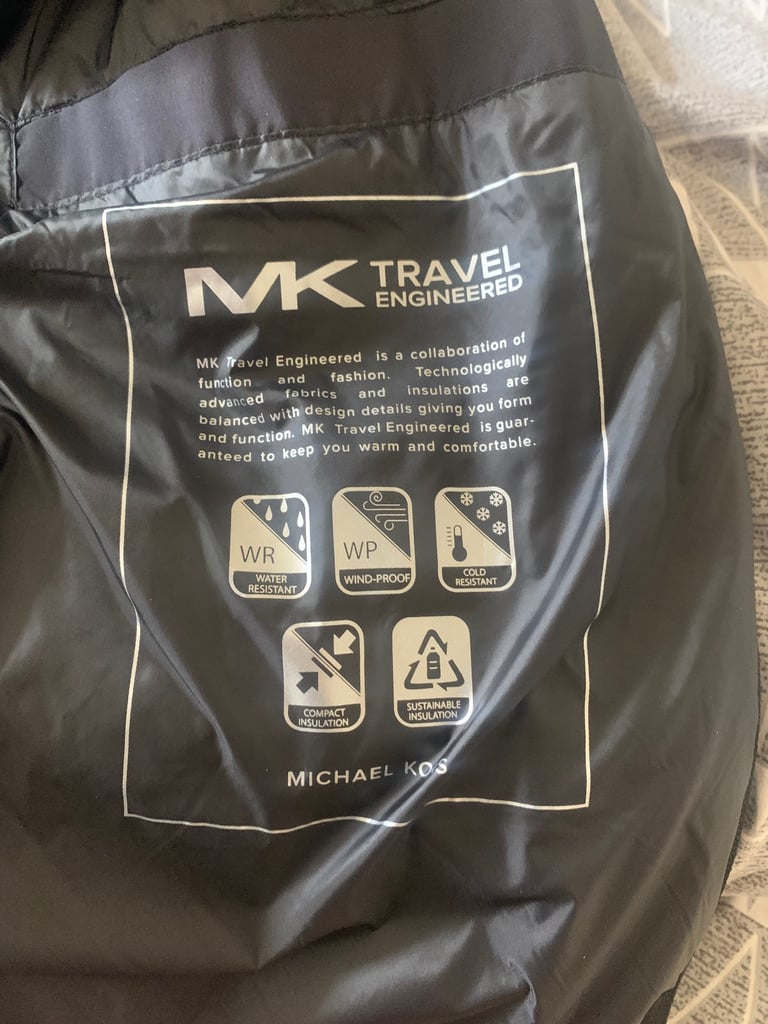 MK TRAVEL
ENGINEERED
MK Travel Engineered is a collaboration of
function and fashion. Technologically
advanced fabrics and insulations are
balanced with design details giving you form
and function. MK Travel Engineered is guar-
anteed to keep you warm and comfortable.
WR
WATER
RESISTANT
WP
WIND-PROOF
COLD
RESISTANT
COMPACT
INSULATION
SUSTAINABLE
INSULATION
MICHAEL KOS